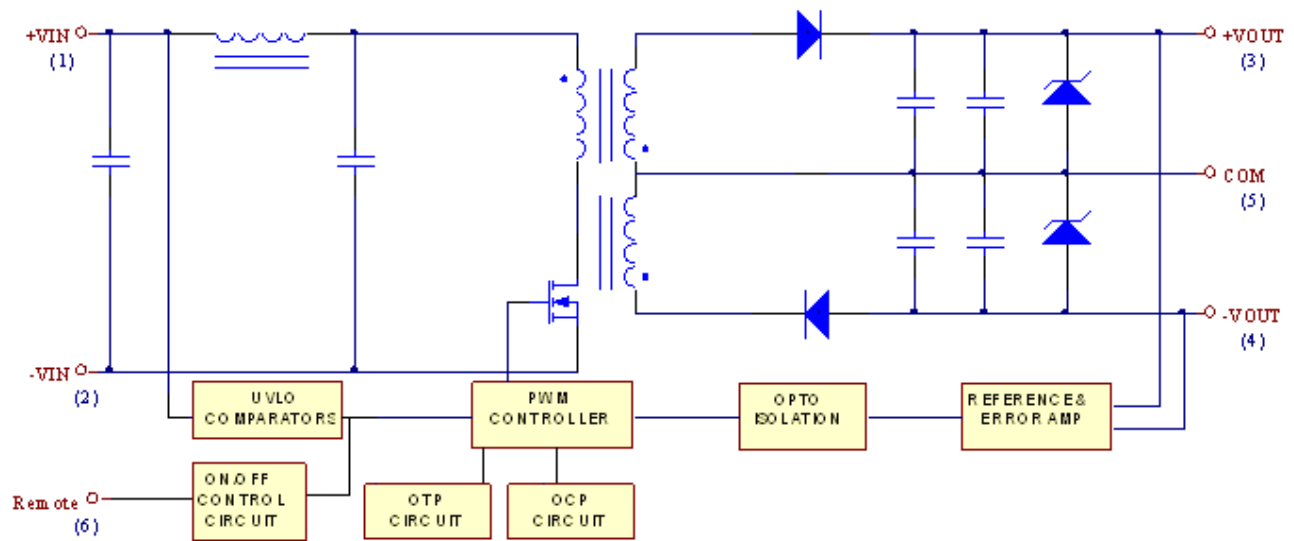 +VIN
(1)
+VOUT
(3)
COM
(5)
-VOUT
(4)
-VIN
(2)
UVLO
COMPARATORS
PWM
CONTROLLER
OPTO
ISOLATION
REFERENCE&
ERROR AMP
Remote
(6)
ON/OFF
CONTROL
CIRCUIT
OTP
CIRCUIT
OCP
CIRCUIT